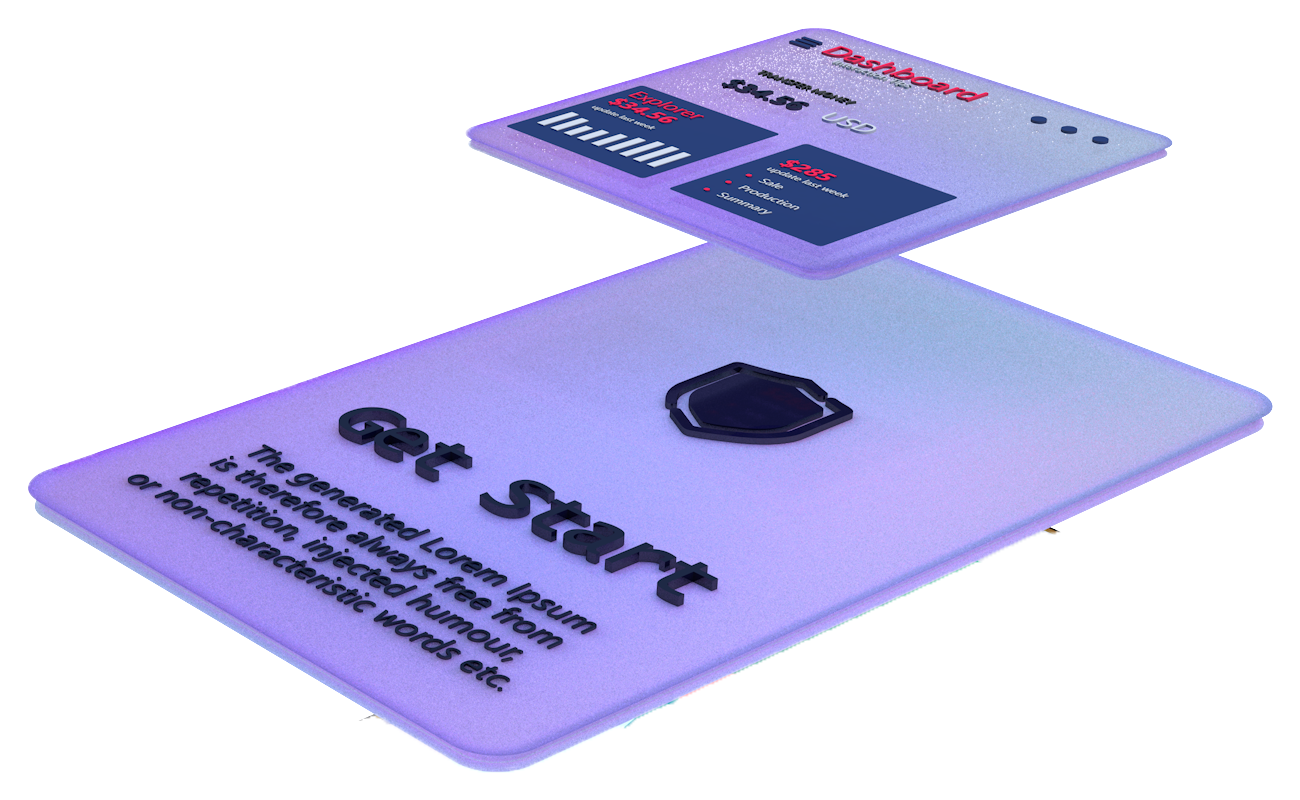 Dashboard
TRANSFER MONEY
$34.56
USD
Explorer
$34.56
update last week
$285
update last week
Sale
Production
Summary
Get Start
The generated Lorem Ipsum
is therefore always free from
repetition, injected humour,
or non-characteristic words etc.